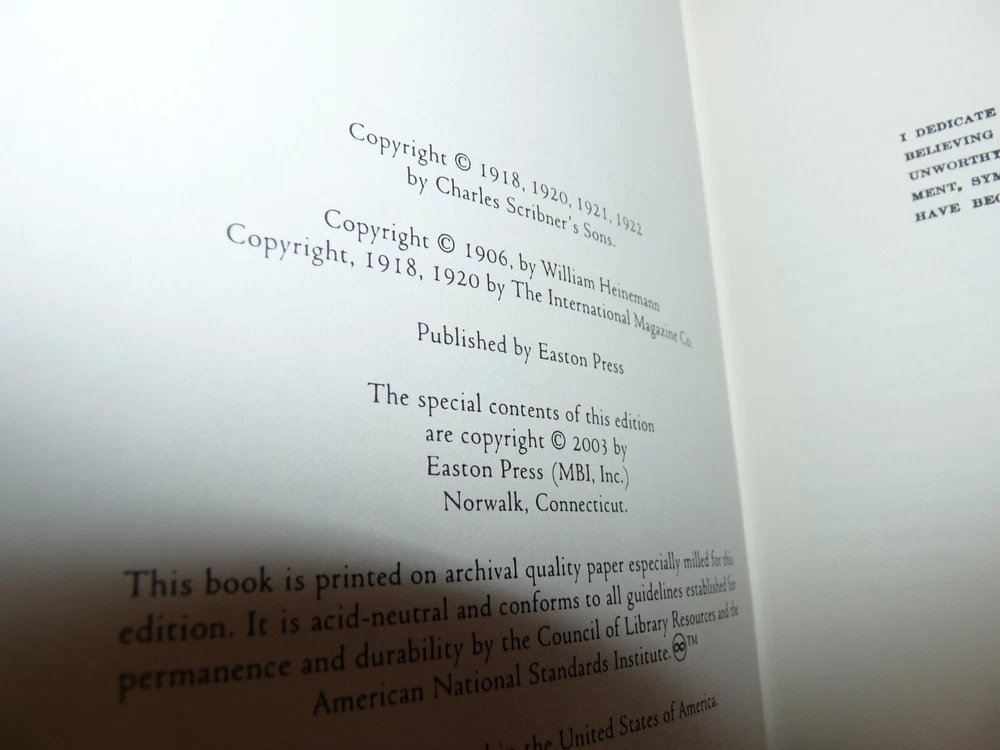 Copyright © 1918, 1920, 1921, 1922
by Charles Scribner's Sons.
Copyright © 1906, by William Heinemann
Copyright, 1918, 1920 by The International Magazine Co.
Published by Easton Press
The special contents of this edition
are copyright © 2003 by
Easton Press (MBI, Inc.)
Norwalk, Connecticut.
This book is printed on archival quality paper especially milled for this
edition. It is acid-neutral and conforms to all guidelines established for
permanence and durability by the Council of Library Resources and the
American National Standards Institute.♾™
in the United States of America.
I DEDICATE
BELIEVING
UNWORTHY
MENT, SYM
HAVE BEC